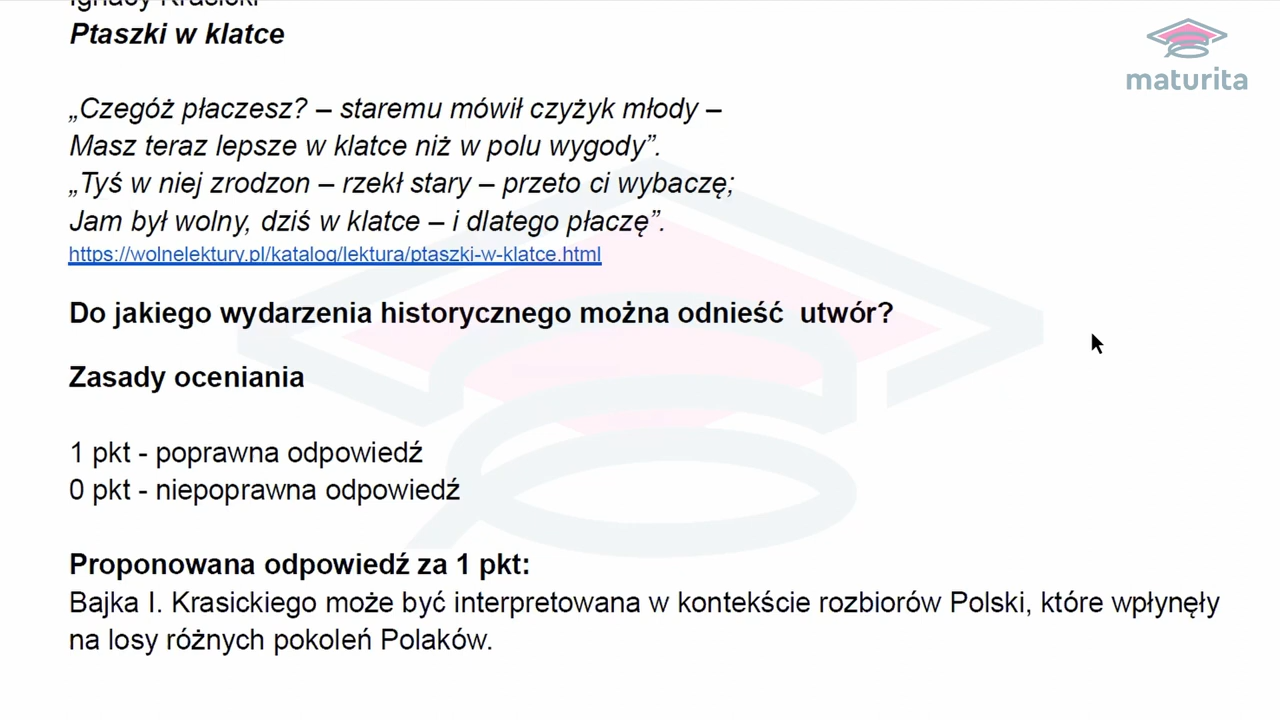 Ignacy Krasicki
Ptaszki w klatce
maturita
„Czegóż płaczesz? – staremu mówił czyżyk młody –
Masz teraz lepsze w klatce niż w polu wygody”.
„Tyś w niej zrodzon – rzekł stary – przeto ci wybaczę;
Jam był wolny, dziś w klatce – i dlatego płaczę”.
https://wolnelektury.pl/katalog/lektura/ptaszki-w-klatce.html
Do jakiego wydarzenia historycznego można odnieść  utwór?
Zasady oceniania
1 pkt - poprawna odpowiedź
0 pkt - niepoprawna odpowiedź
Proponowana odpowiedź za 1 pkt:
Bajka I. Krasickiego może być interpretowana w kontekście rozbiorów Polski, które wpłynęły
na losy różnych pokoleń Polaków.